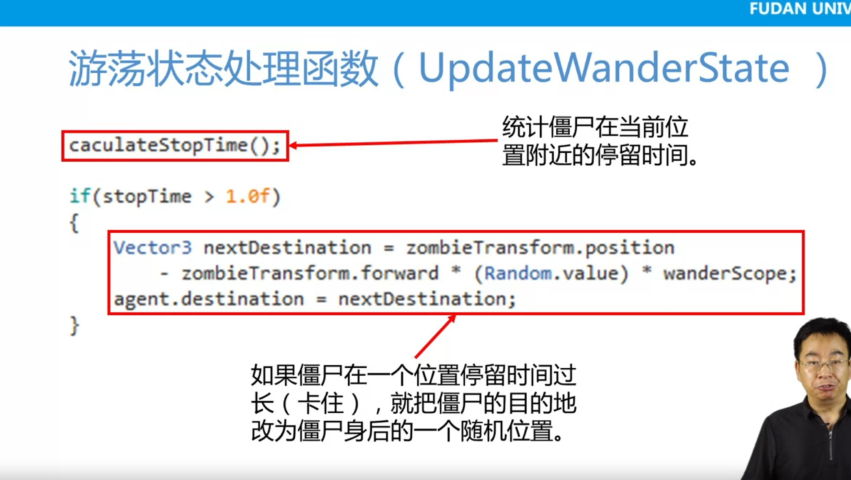 FUDAN UNIV
游荡状态处理函数（UpdateWanderState ）
caculateStopTime();
统计僵尸在当前位
置附近的停留时间。
if(stopTime > 1.0f)
{
Vector3 nextDestination = zombieTransform.position
- zombieTransform.forward * (Random.value) * wanderScope;
agent.destination = nextDestination;
}
如果僵尸在一个位置停留时间过
长（卡住），就把僵尸的目的地
改为僵尸身后的一个随机位置。